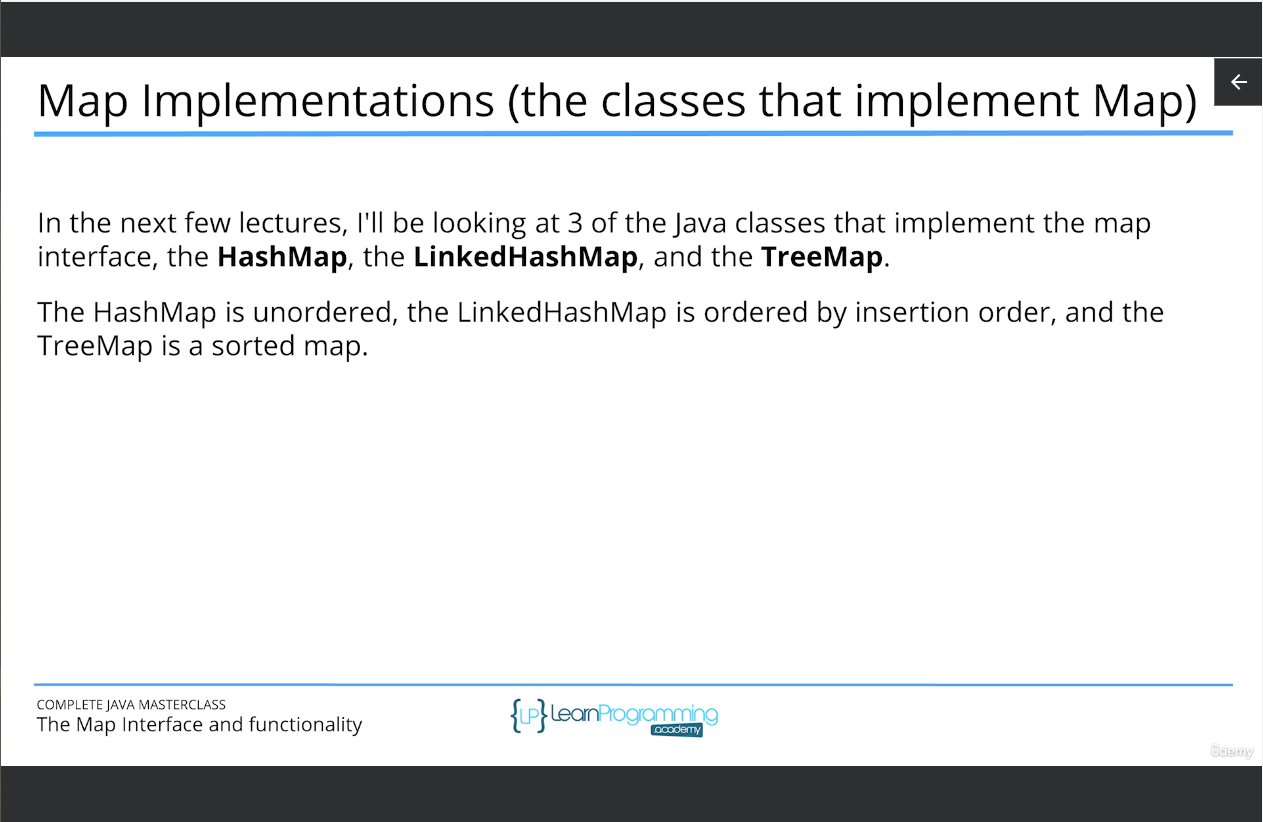 Map Implementations (the classes that implement Map)
In the next few lectures, I'll be looking at 3 of the Java classes that implement the map
interface, the HashMap, the LinkedHashMap, and the TreeMap.
The HashMap is unordered, the LinkedHashMap is ordered by insertion order, and the
TreeMap is a sorted map.
COMPLETE JAVA MASTERCLASS
The Map Interface and functionality
{LP} LearnProgramming
.academy
ûdemy